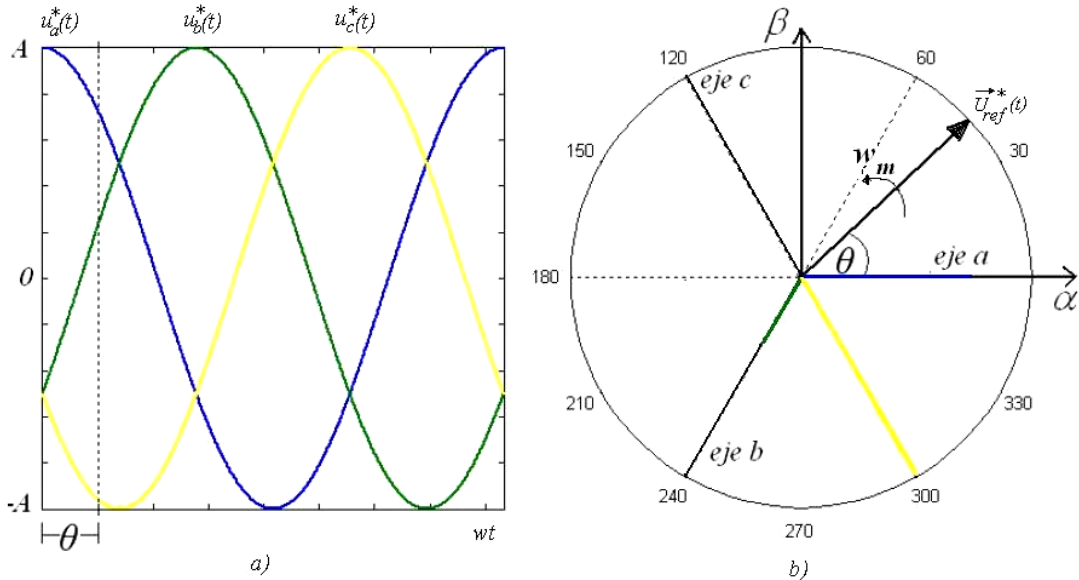 u*a(t) u*b(t) u*c(t)
A
0
-A
θ
wt
a)
β
120
60
eje c
U*ref(t)
150
30
w m
θ
eje a
180
α
210
330
eje b
240
300
270
b)